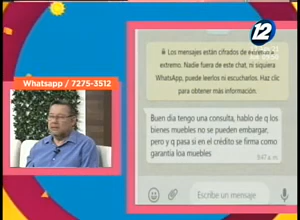 12
Whatsapp / 7275-3512
Los mensajes están cifrados de extremo a
extremo. Nadie fuera de este chat, ni siquiera
WhatsApp, puede leerlos ni escucharlos. Haz clic
para obtener más información.
Buen dia tengo una consulta, hablo de q los
bienes muebles no se pueden embargar,
pero y q pasa si en el crédito se firma como
garantía loa muebles
9:47 a. m.
Escribe un mensaje